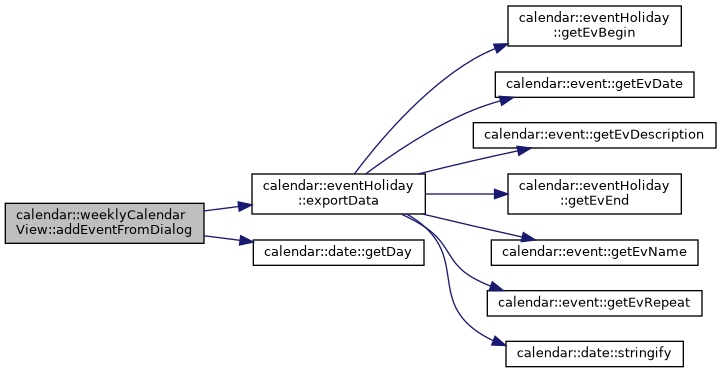 calendar::weeklyCalendar
View::addEventFromDialog
calendar::eventHoliday
::exportData
calendar::date::getDay
calendar::eventHoliday
::getEvBegin
calendar::event::getEvDate
calendar::event::getEvDescription
calendar::eventHoliday
::getEvEnd
calendar::event::getEvName
calendar::event::getEvRepeat
calendar::date::stringify